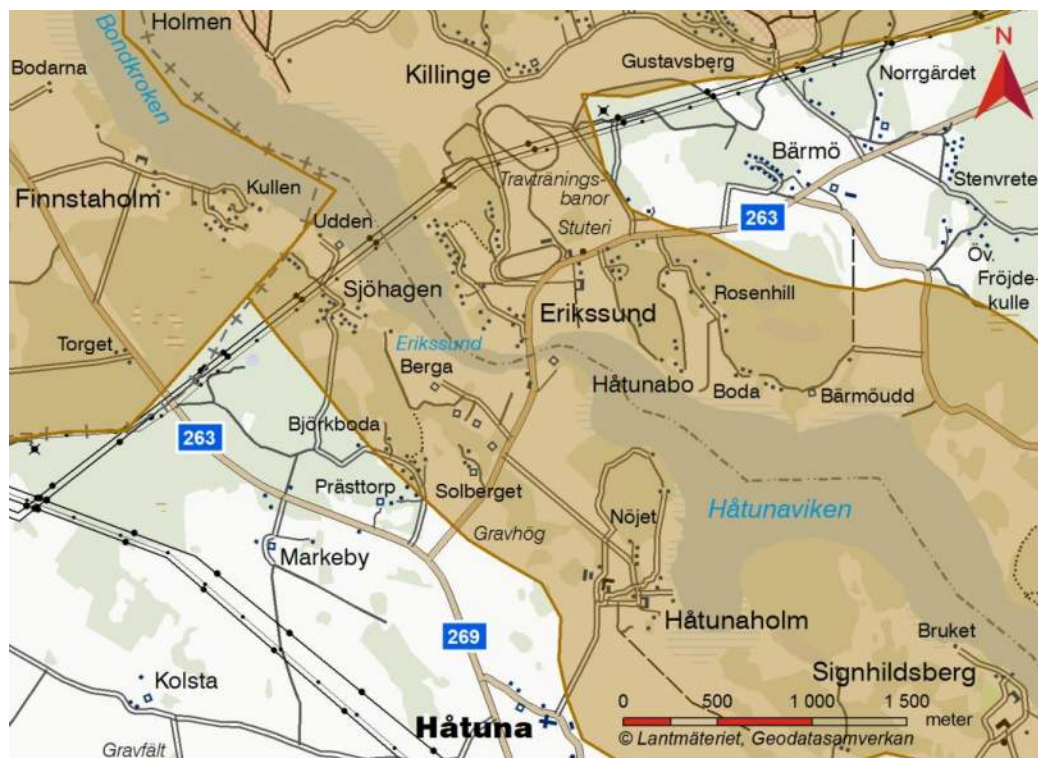 Holmen
Bondkroken
Bodarna
Killinge
Gustavsberg
Norrgärdet
N
Bärmö
Stenvrete
Finnstaholm
Kullen
Travtränings-
banor
Udden
Stuteri
263
Öv.
Fröjde-
kulle
Sjöhagen
Rosenhill
Erikssund
Torget
Erikssund
Berga
Håtunabo
Boda
Bärmöudd
Björkboda
263
Prästtorp
Solberget
Gravhög
Nöjet
Håtunaviken
Markeby
Håtunaholm
269
Bruket
Kolsta
Signhildsberg
Håtuna
0 500 1 000 1 500
meter
Gravfält
© Lantmäteriet, Geodatasamverkan